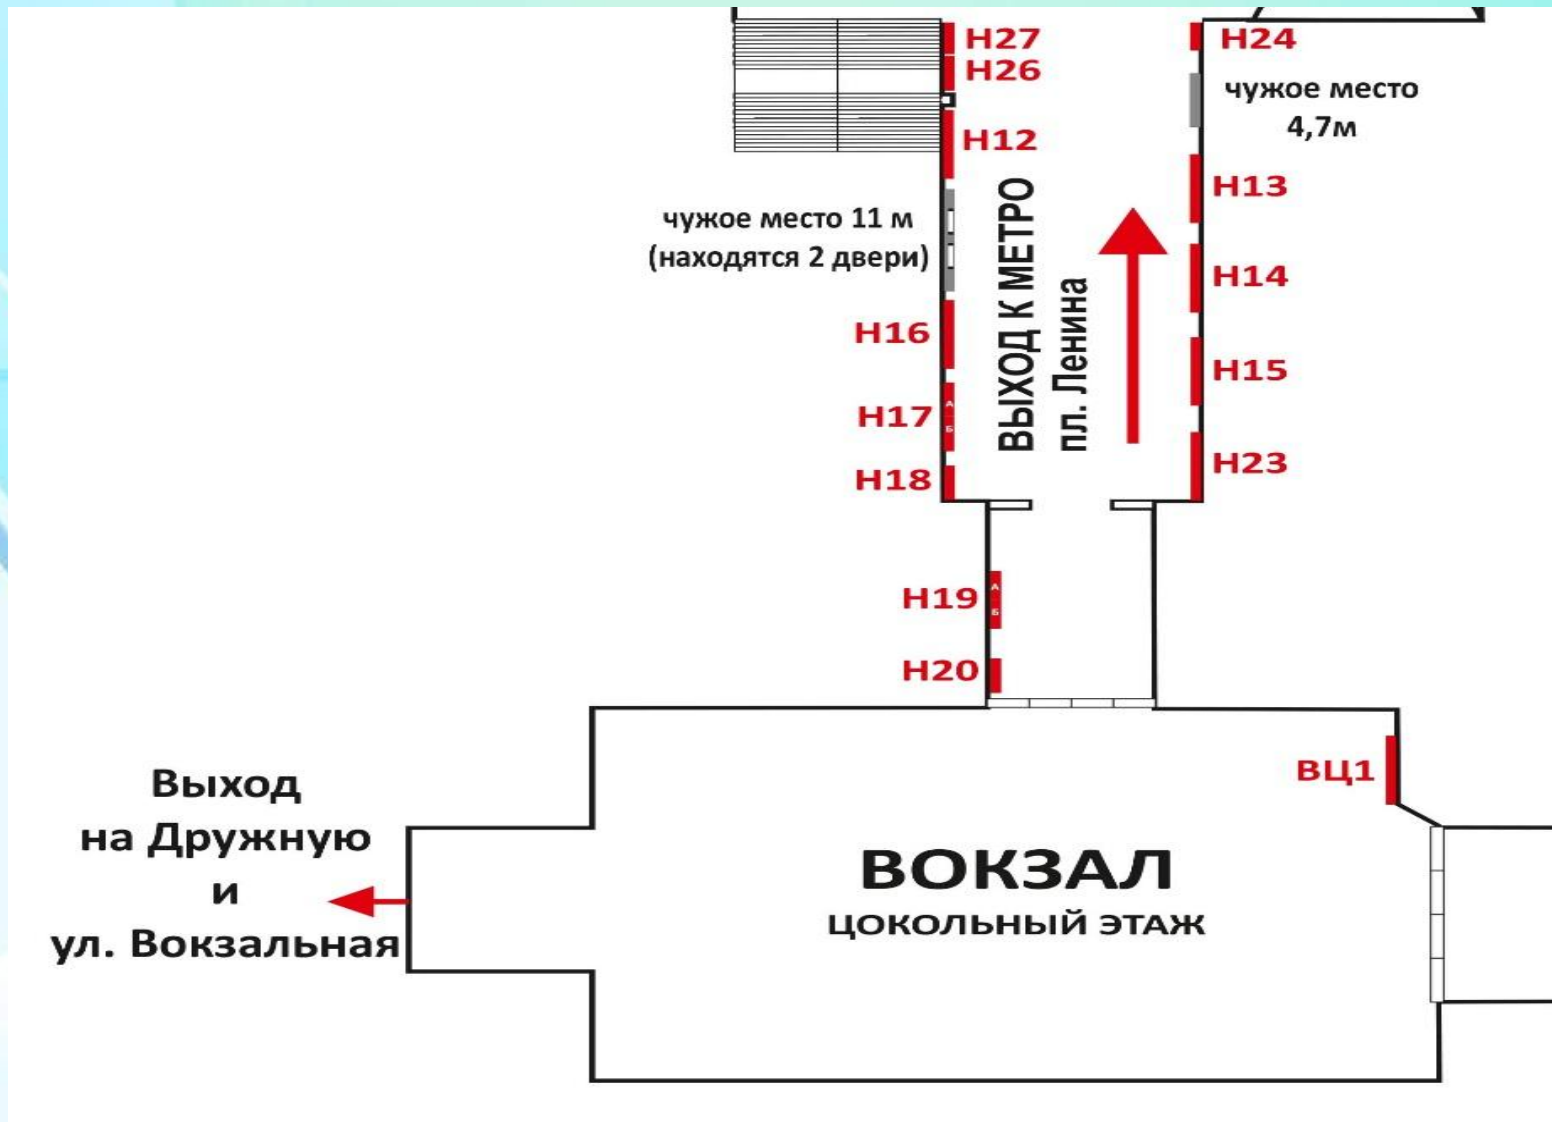 Н27
Н26
Н24
чужое место
4,7м
Н12
Н13
чужое место 11 м
(находятся 2 двери)
ВЫХОД К МЕТРО
пл. Ленина
Н14
Н16
Н15
Н17
А
Б
Н23
Н18
Н19
А
Б
Н20
ВЦ1
Выход
на Дружную
и
ул. Вокзальная
ВОКЗАЛ
ЦОКОЛЬНЫЙ ЭТАЖ